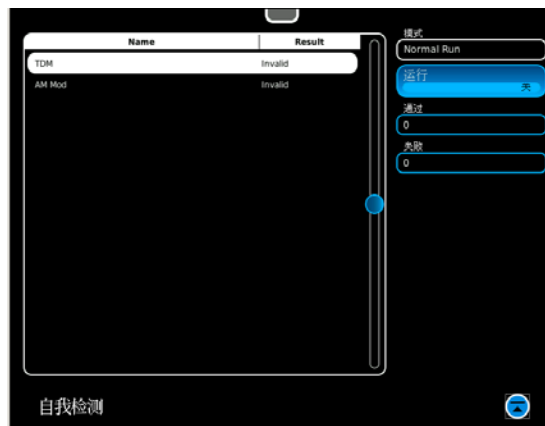 Name Result
TDM Invalid
AM Mod Invalid
模式
Normal Run
运行
关
通过
0
失败
0
自我检测